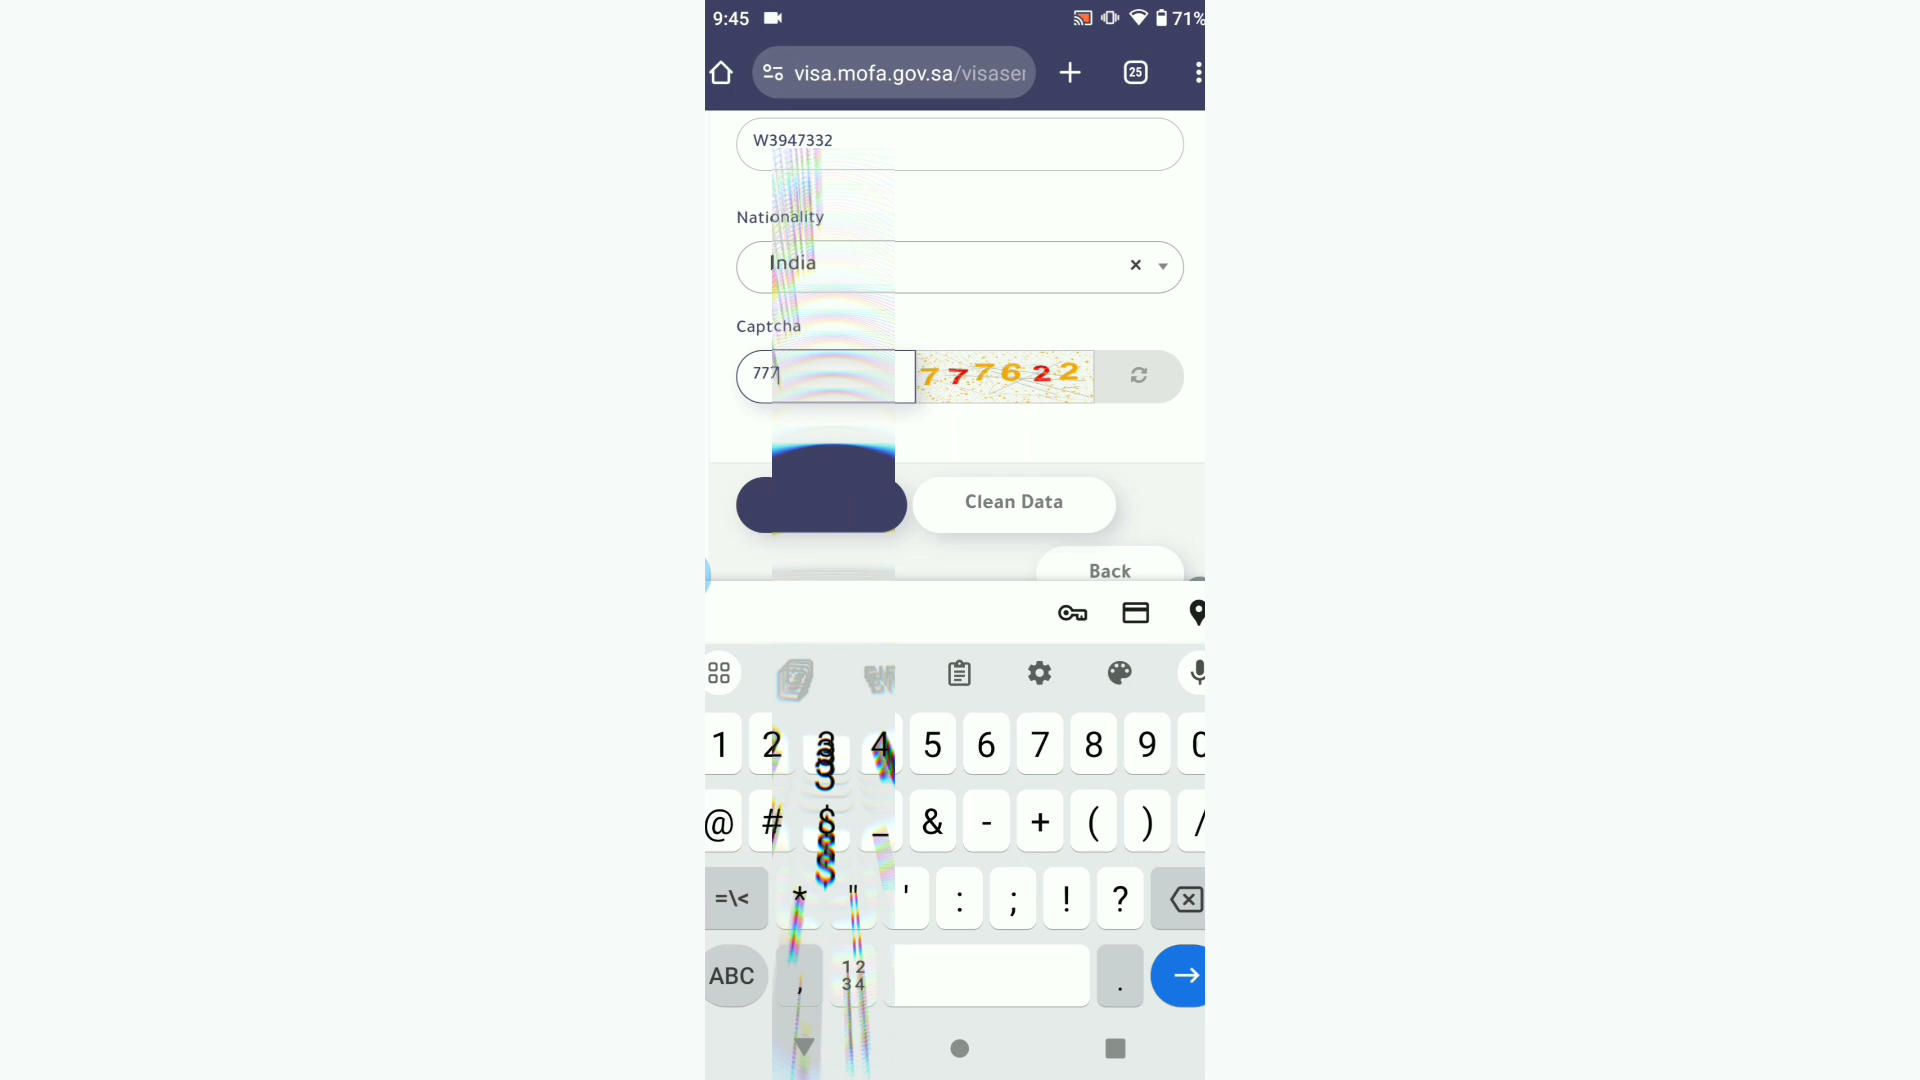 9:45 71%
visa.mofa.gov.sa/visaser 25
W3947332
Nationality
India
Captcha
777 777622
Clean Data
Back
1 2 3 4 5 6 7 8 9 0
@ # $ _ & - + ( ) /
=\< * " ' : ; ! ?
ABC , 12 34 .